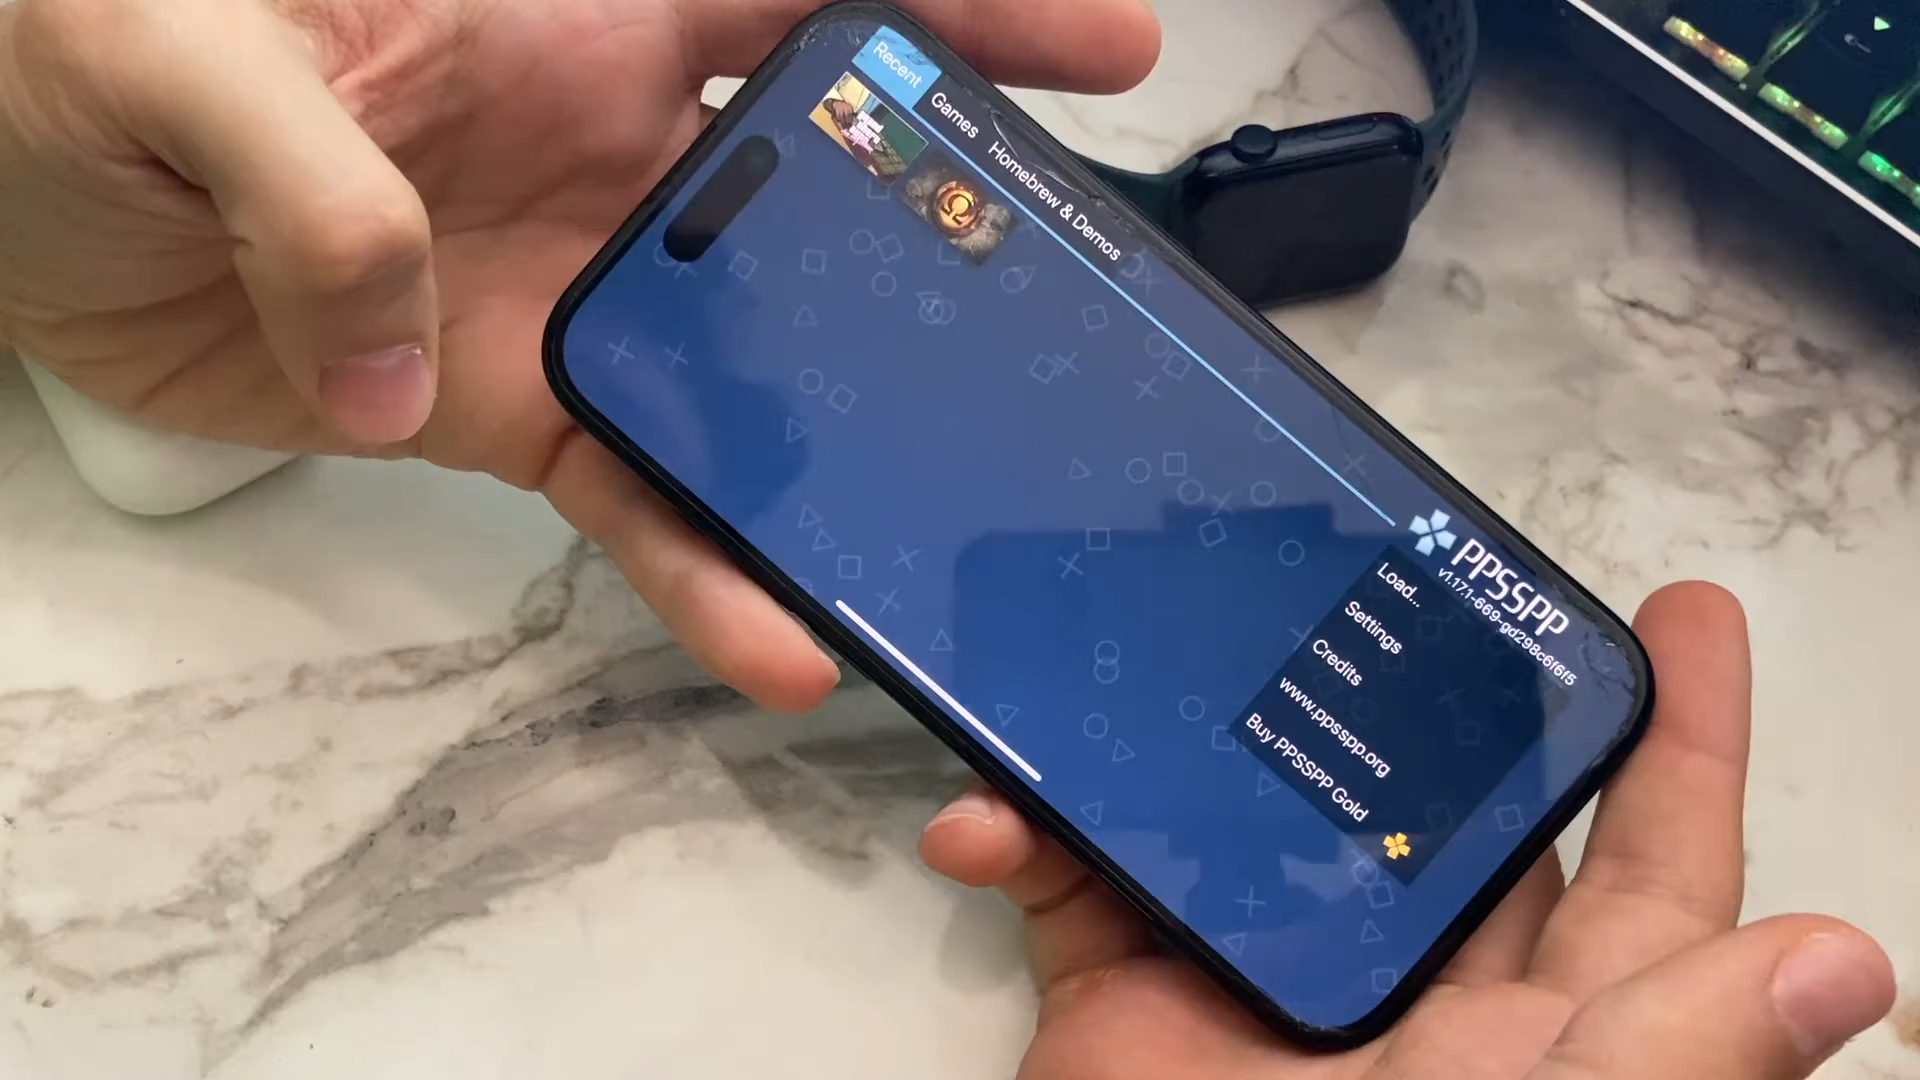 Recent
Games
Homebrew & Demos
PPSSPP
v1.17.1-669-gd298c6f6f5
Load...
Settings
Credits
www.ppsspp.org
Buy PPSSPP Gold